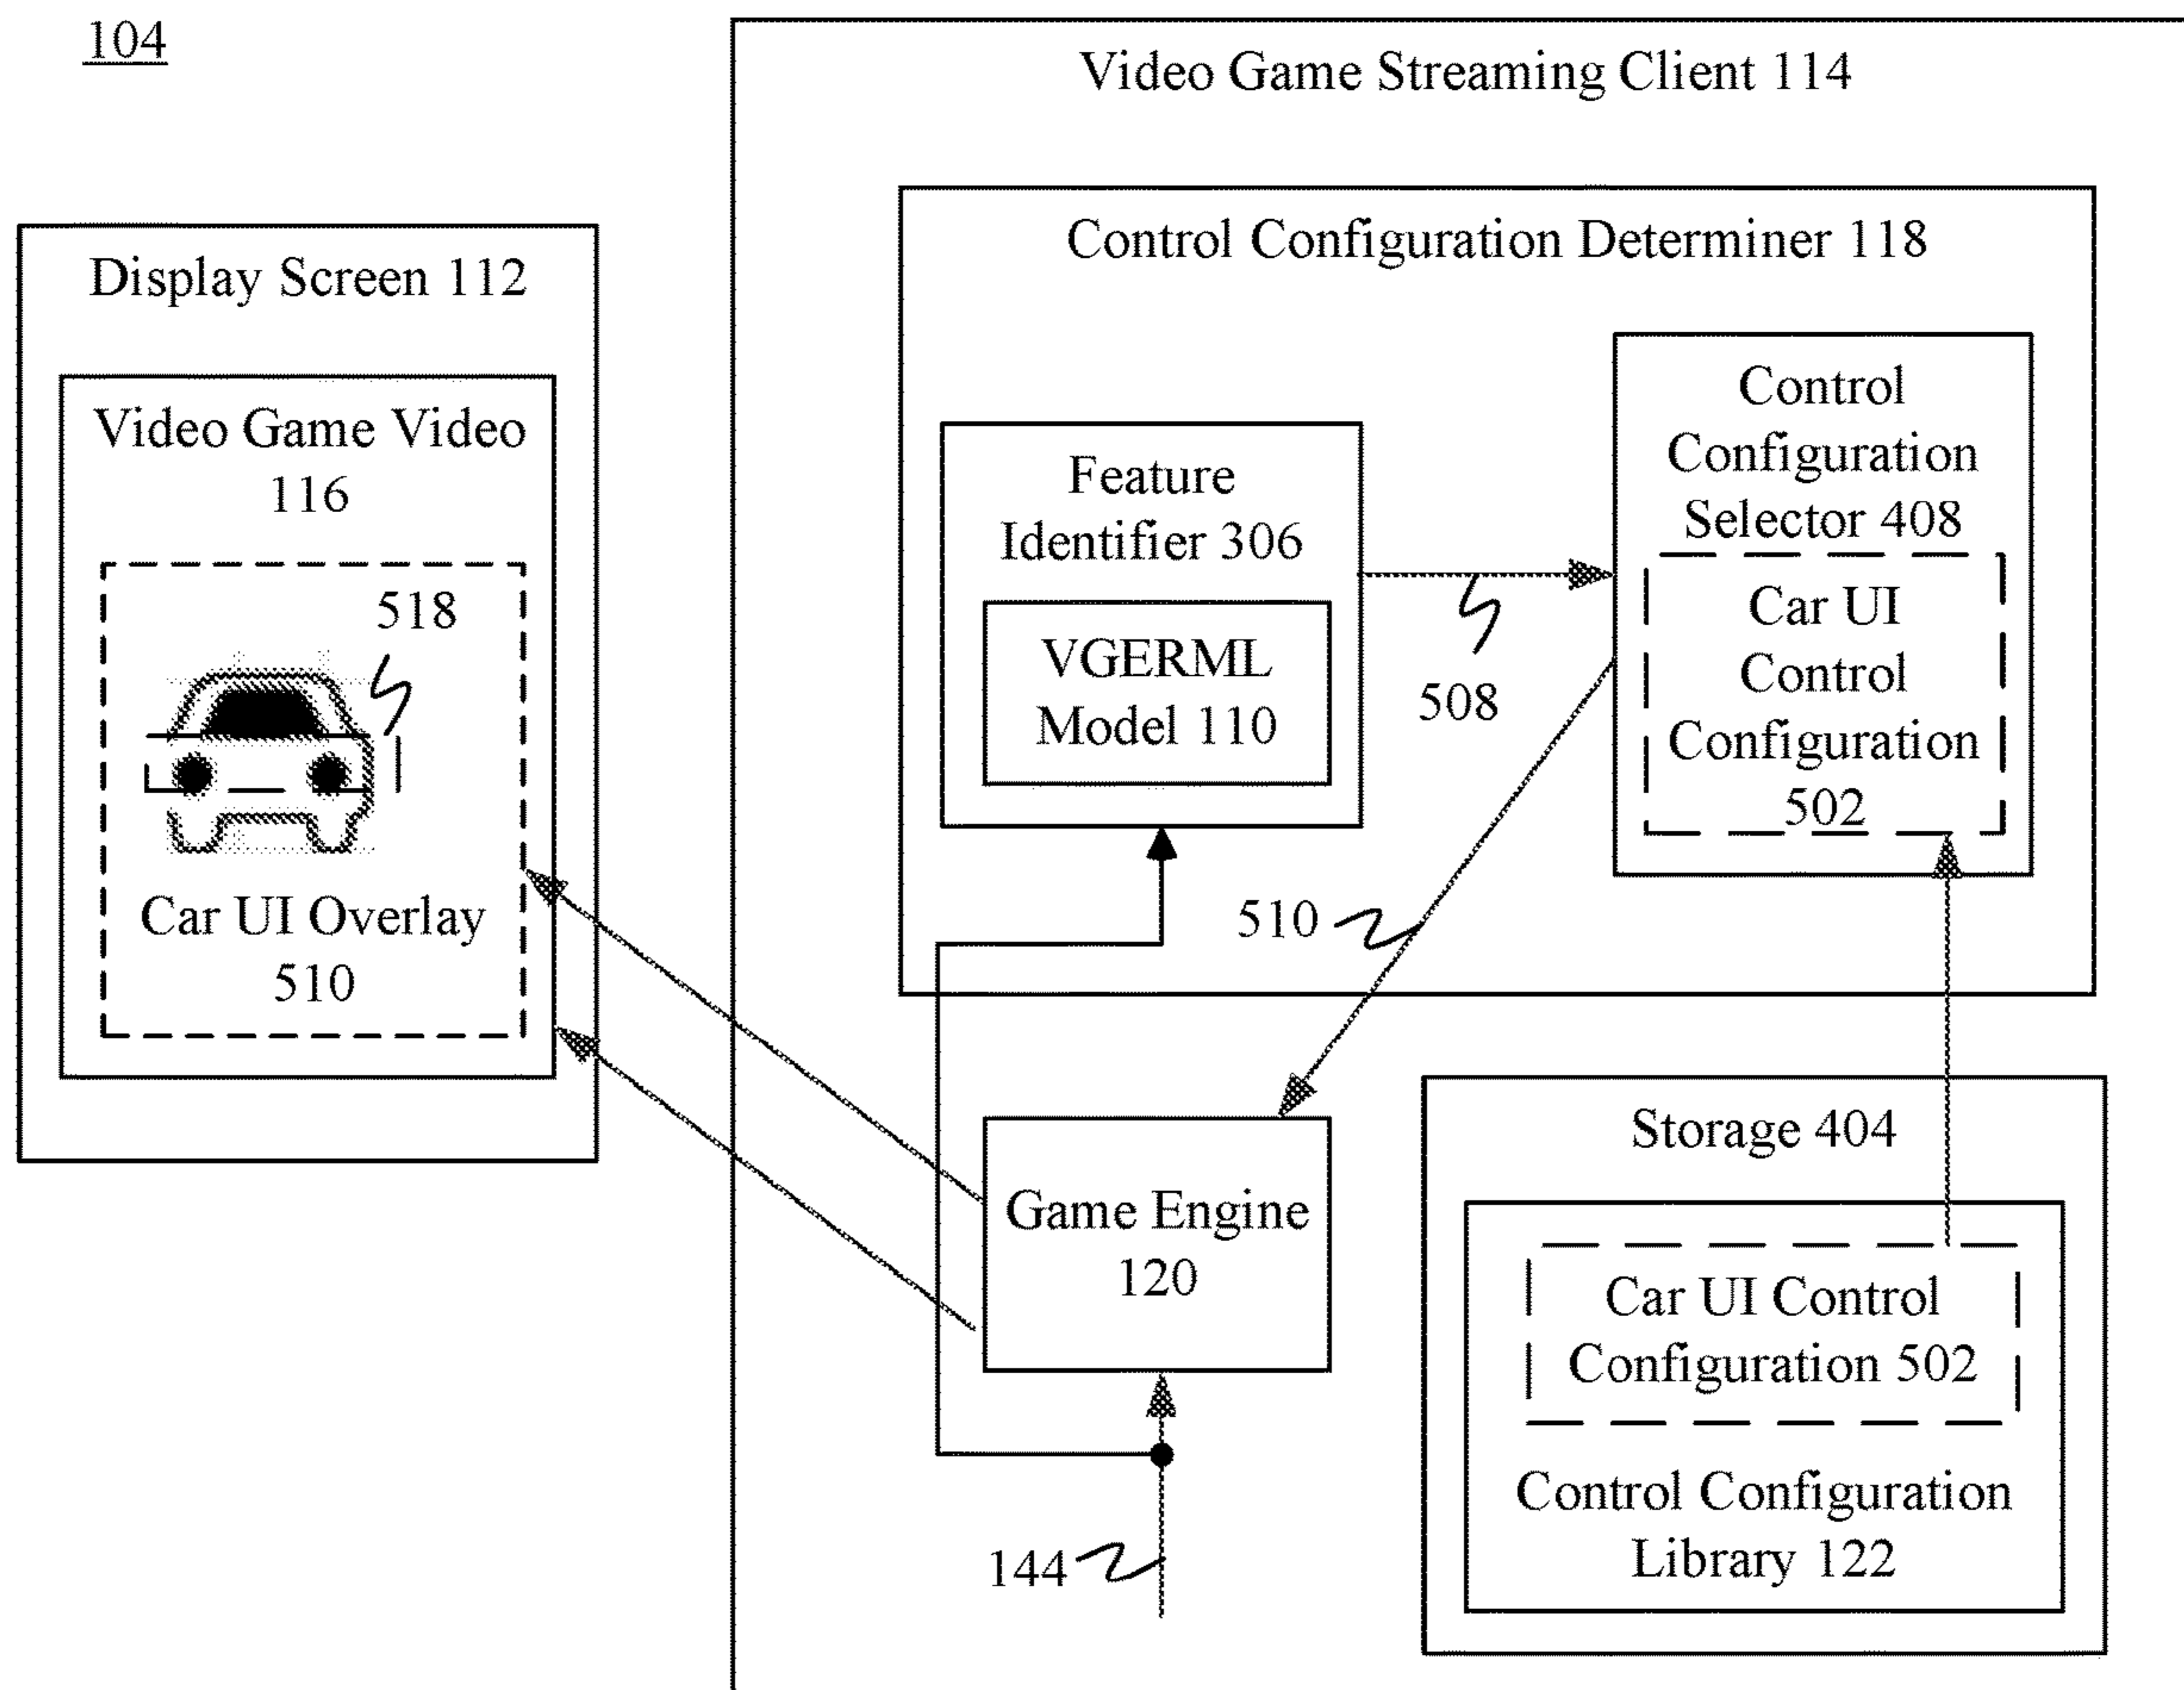 104
Video Game Streaming Client 114
Control Configuration Determiner 118
Display Screen 112
Video Game Video
116
518
Car UI Overlay
510
Feature
Identifier 306
VGERML
Model 110
508
Control
Configuration
Selector 408
Car UI
Control
Configuration
502
510
Game Engine
120
144
Storage 404
Car UI Control
Configuration 502
Control Configuration
Library 122